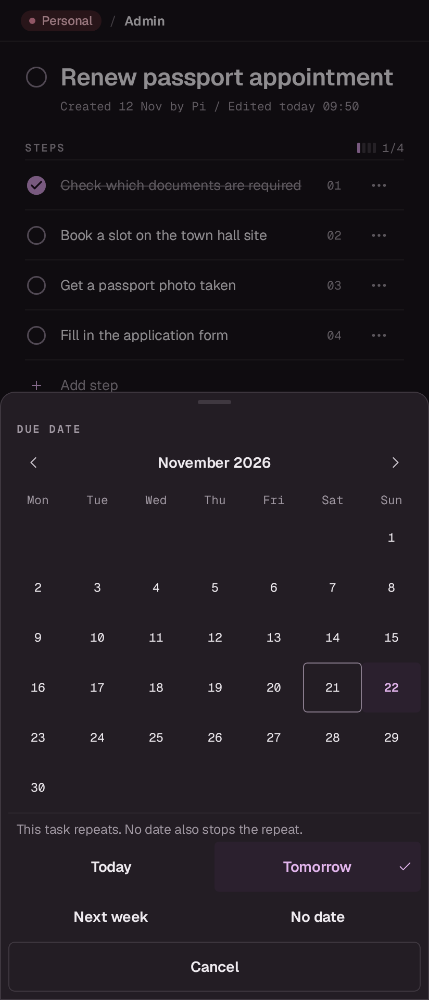 Personal / Admin
Renew passport appointment
Created 12 Nov by Pi / Edited today 09:50
STEPS 1/4
Check which documents are required 01 •••
Book a slot on the town hall site 02 •••
Get a passport photo taken 03 •••
Fill in the application form 04 •••
+ Add step
DUE DATE
November 2026
Mon Tue Wed Thu Fri Sat Sun
1
2 3 4 5 6 7 8
9 10 11 12 13 14 15
16 17 18 19 20 21 22
23 24 25 26 27 28 29
30
This task repeats. No date also stops the repeat.
Today Tomorrow
Next week No date
Cancel